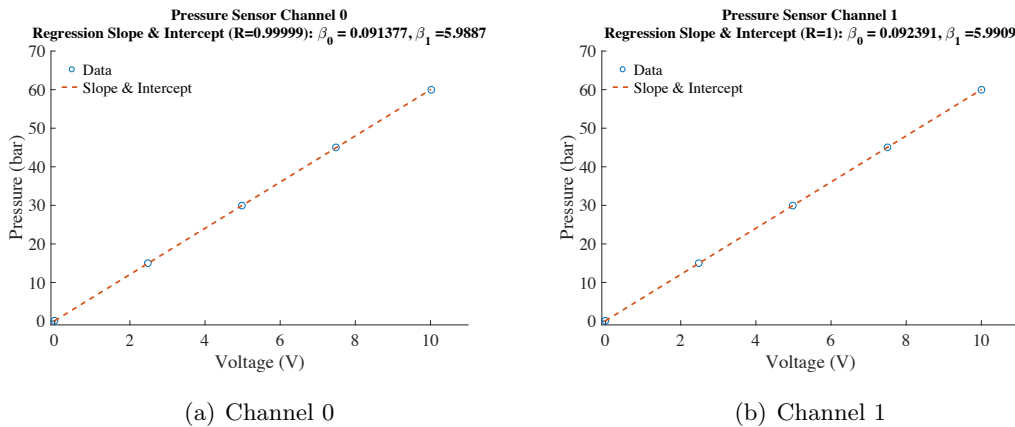 Pressure Sensor Channel 0
Regression Slope & Intercept (R=0.99999): β0 = 0.091377, β1 =5.9887
70
60
50
40
30
20
10
0
Pressure (bar)
Data
Slope & Intercept
0 2 4 6 8 10
Voltage (V)
(a) Channel 0
Pressure Sensor Channel 1
Regression Slope & Intercept (R=1): β0 = 0.092391, β1 =5.9909
70
60
50
40
30
20
10
0
Pressure (bar)
Data
Slope & Intercept
0 2 4 6 8 10
Voltage (V)
(b) Channel 1